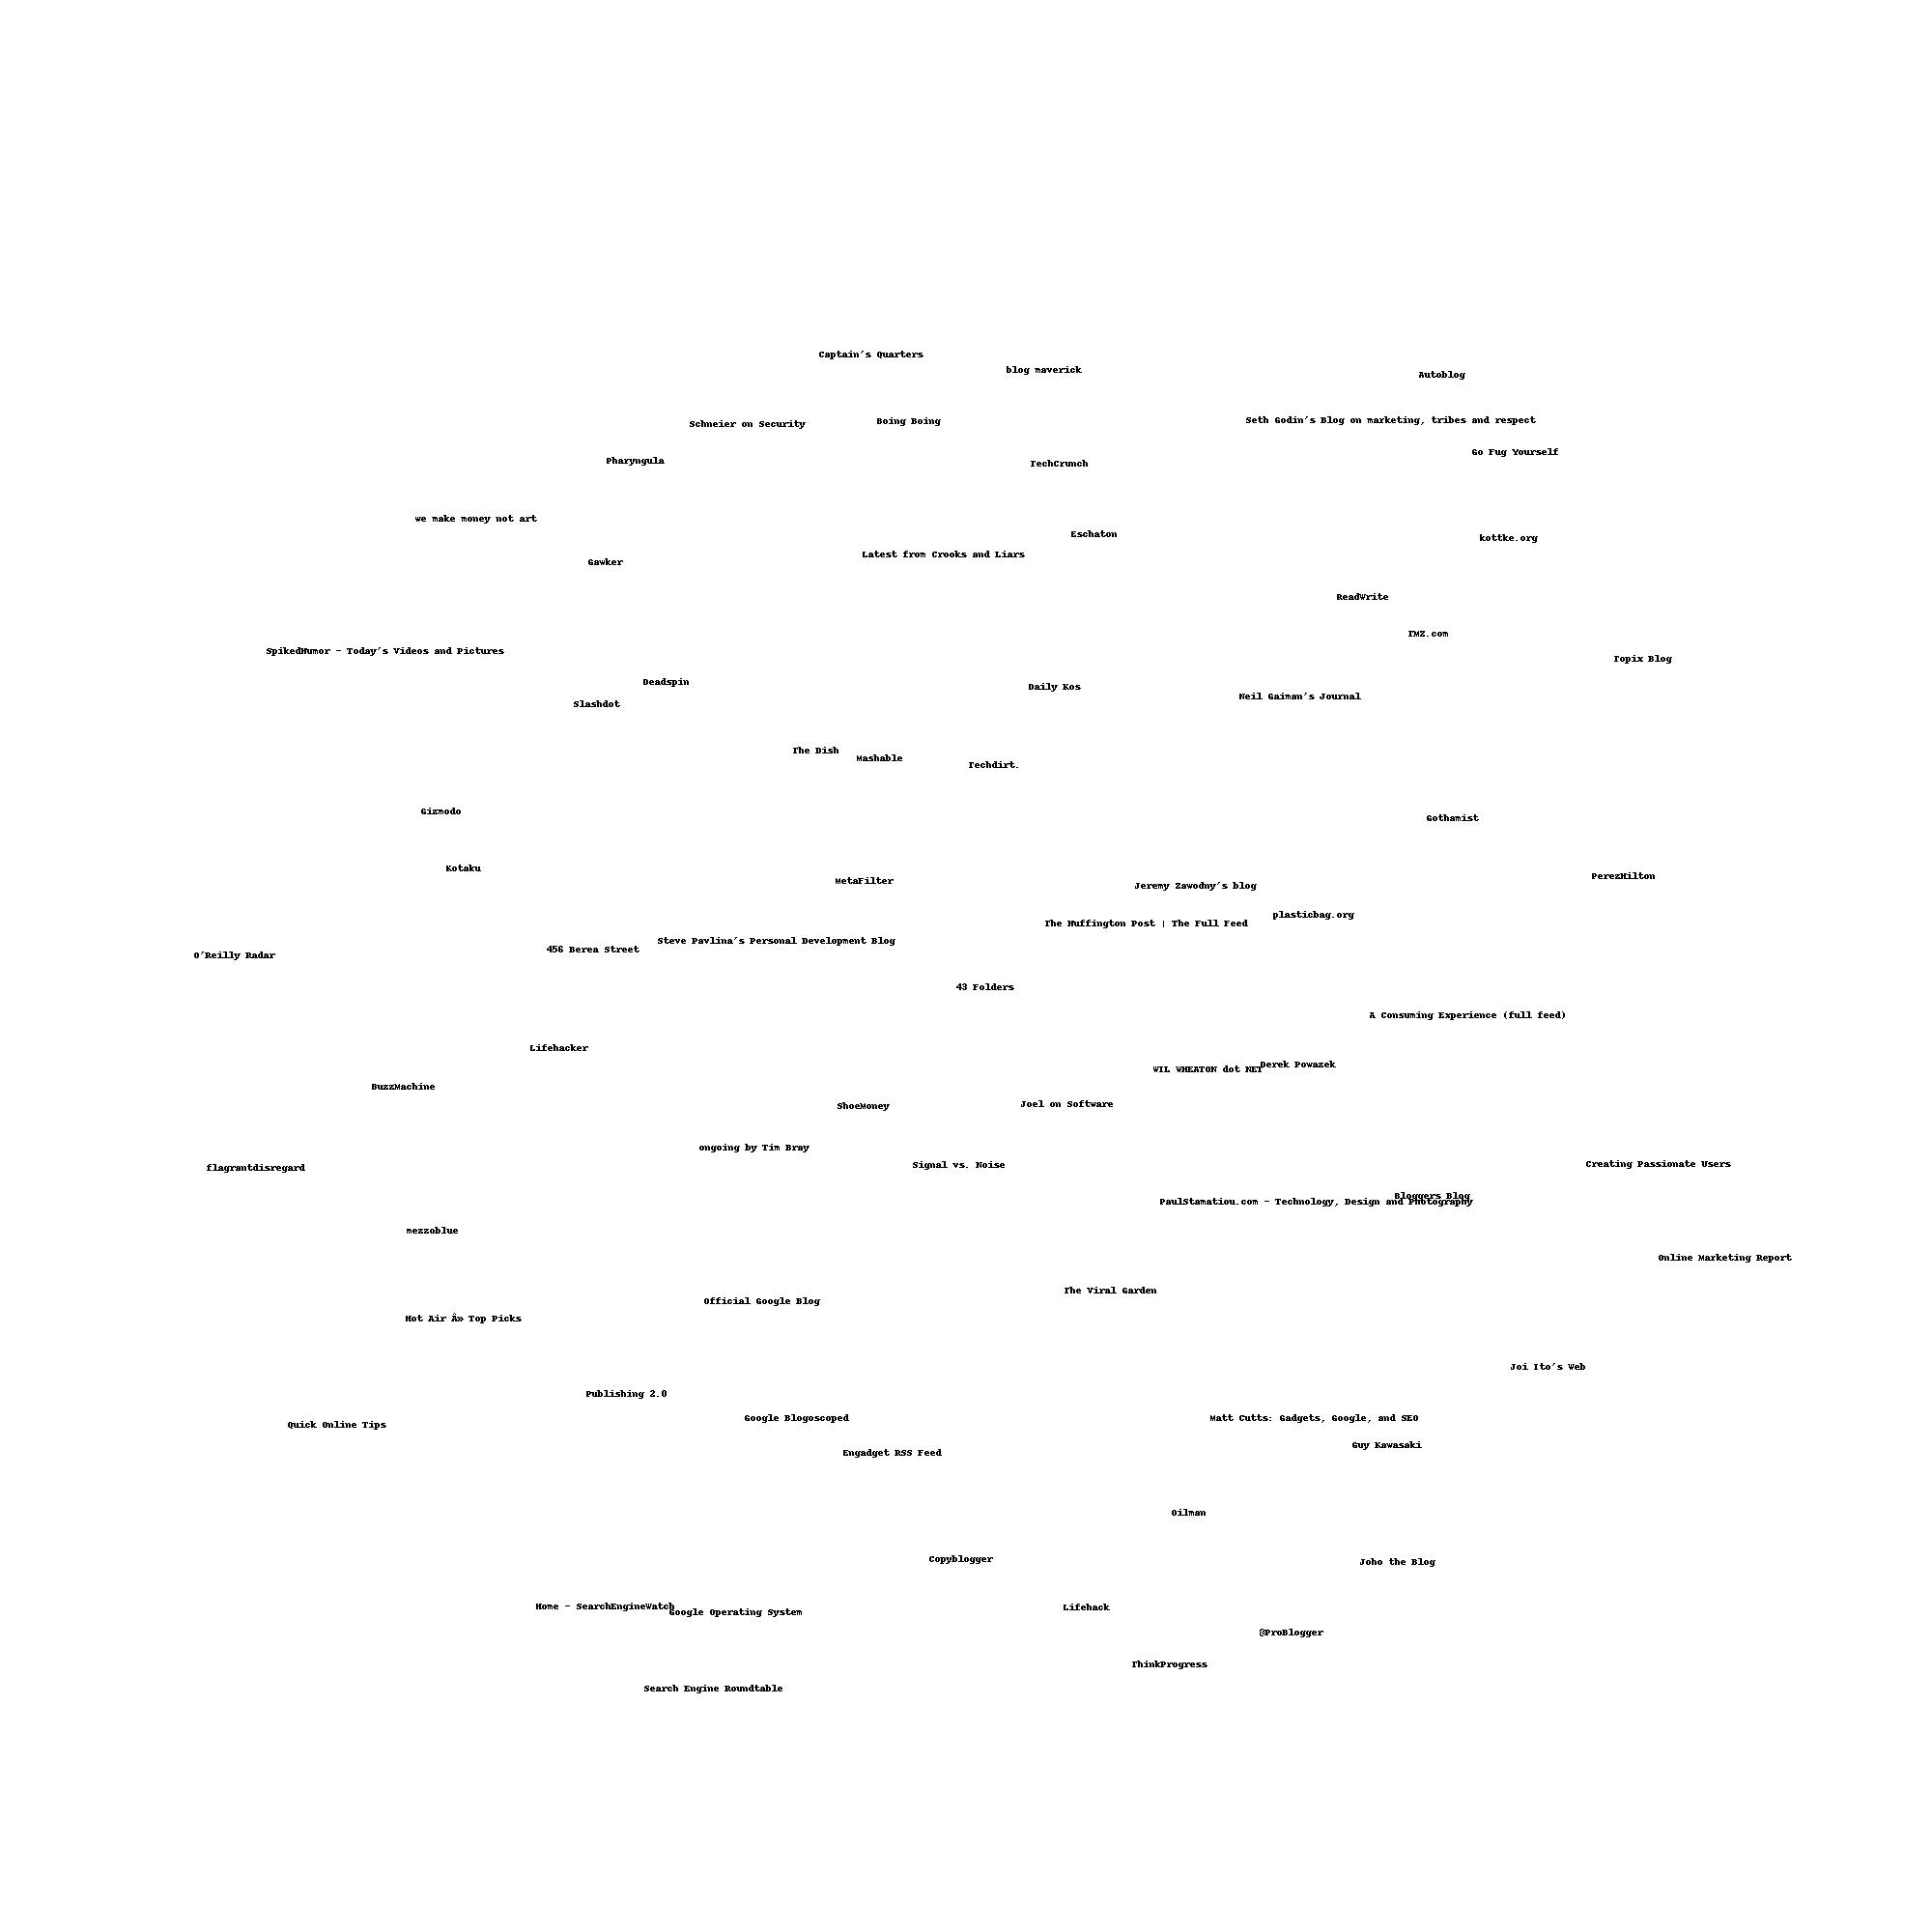 Captain's Quarters
blog maverick
Autoblog
Seth Godin's Blog on marketing, tribes and respect
Boing Boing
Schneier on Security
Go Fug Yourself
Pharyngula
TechCrunch
we make money not art
Eschaton
kottke.org
Latest from Crooks and Liars
Gawker
ReadWrite
TMZ.com
SpikedHumor - Today's Videos and Pictures
Topix Blog
Deadspin
Daily Kos
Neil Gaiman's Journal
Slashdot
The Dish
Mashable
Techdirt.
Gizmodo
Gothamist
Kotaku
PerezHilton
MetaFilter
Jeremy Zawodny's blog
plasticbag.org
The Huffington Post | The Full Feed
Steve Pavlina's Personal Development Blog
456 Berea Street
O'Reilly Radar
43 Folders
A Consuming Experience (full feed)
Lifehacker
Derek Powazek
WIL WHEATON dot NET
BuzzMachine
Joel on Software
ShoeMoney
ongoing by Tim Bray
Creating Passionate Users
Signal vs. Noise
flagrantdisregard
Bloggers Blog
PaulStamatiou.com - Technology, Design and Photography
mezzoblue
Online Marketing Report
The Viral Garden
Official Google Blog
Hot Air Â» Top Picks
Joi Ito's Web
Publishing 2.0
Google Blogoscped
Matt Cutts: Gadgets, Google, and SEO
Quick Online Tips
Guy Kawasaki
Engadget RSS Feed
Oilman
Copyblogger
Joho the Blog
Home - SearchEngineWatch
Lifehack
Google Operating System
@ProBlogger
ThinkProgress
Search Engine Roundtable